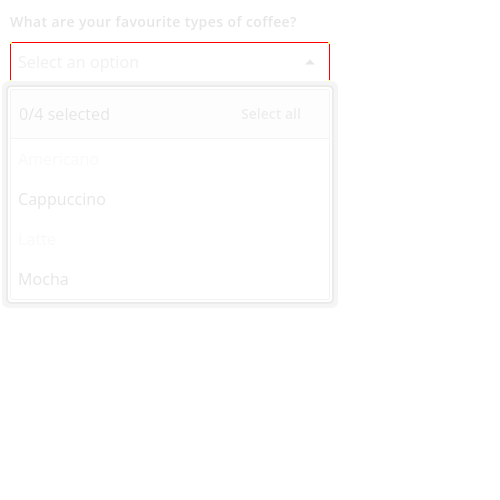 What are your favourite types of coffee?
Select an option
0/4 selected Select all
Americano
Cappuccino
Latte
Mocha